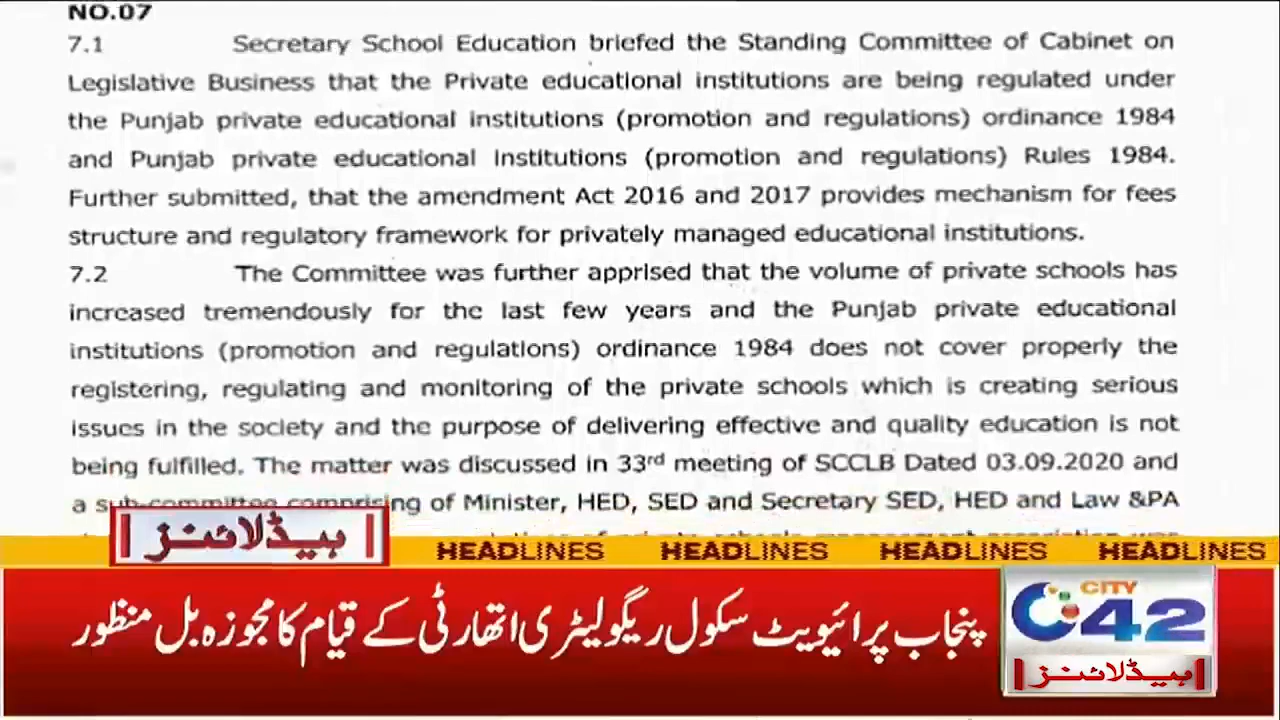 NO.07
7.1 Secretary School Education briefed the Standing Committee of Cabinet on
Legislative Business that the Private educational institutions are being regulated under
the Punjab private educational institutions (promotion and regulations) ordinance 1984
and Punjab private educational Institutions (promotion and regulations) Rules 1984.
Further submitted, that the amendment Act 2016 and 2017 provides mechanism for fees
structure and regulatory framework for privately managed educational institutions.
7.2 The Committee was further apprised that the volume of private schools has
increased tremendously for the last few years and the Punjab private educational
institutions (promotion and regulations) ordinance 1984 does not cover properly the
registering, regulating and monitoring of the private schools which is creating serious
issues in the society and the purpose of delivering effective and quality education is not
being fulfilled. The matter was discussed in 33rd meeting of SCCLB Dated 03.09.2020 and
a sub-committee comprising of Minister, HED, SED and Secretary SED, HED and Law &PA
ہیڈلائنز
HEADLINES HEADLINES HEADLINES HEADLINES
پنجاب پرائیویٹ سکول ریگولیٹری اتھارٹی کے قیام کا مجوزہ بل منظور
CITY
42
ہیڈلائنز